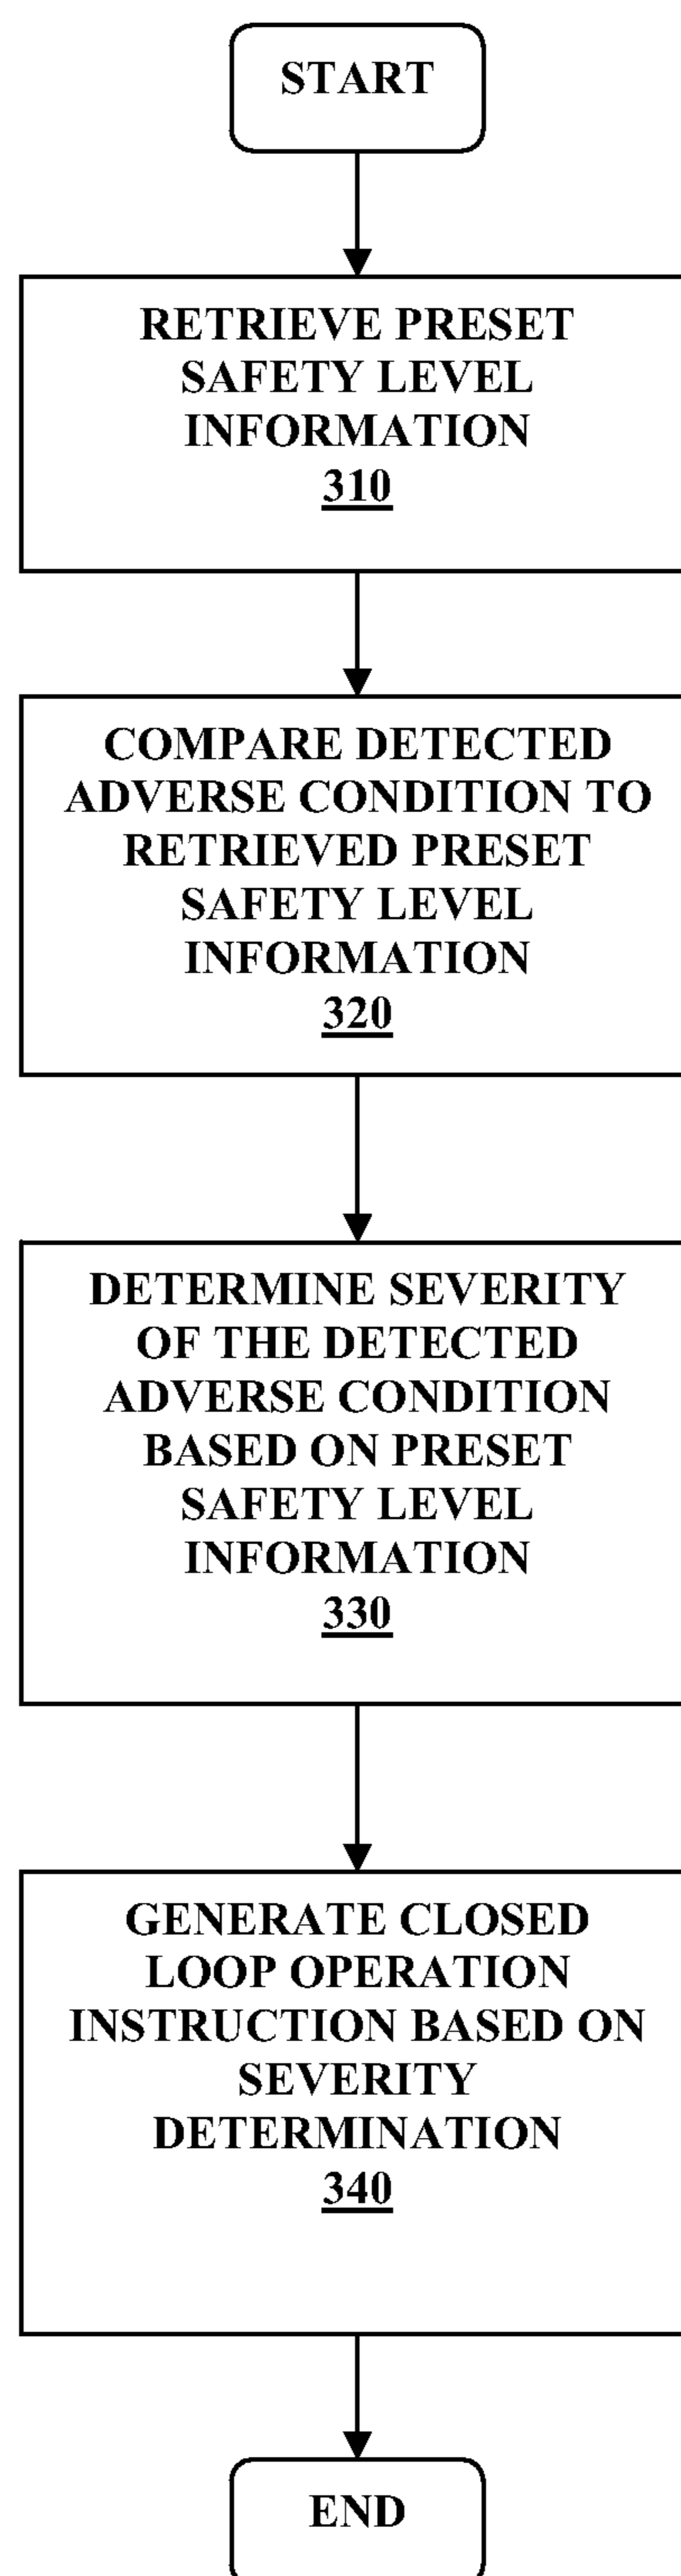 START
RETRIEVE PRESET
SAFETY LEVEL
INFORMATION
310
COMPARE DETECTED
ADVERSE CONDITION TO
RETRIEVED PRESET
SAFETY LEVEL
INFORMATION
320
DETERMINE SEVERITY
OF THE DETECTED
ADVERSE CONDITION
BASED ON PRESET
SAFETY LEVEL
INFORMATION
330
GENERATE CLOSED
LOOP OPERATION
INSTRUCTION BASED ON
SEVERITY
DETERMINATION
340
END